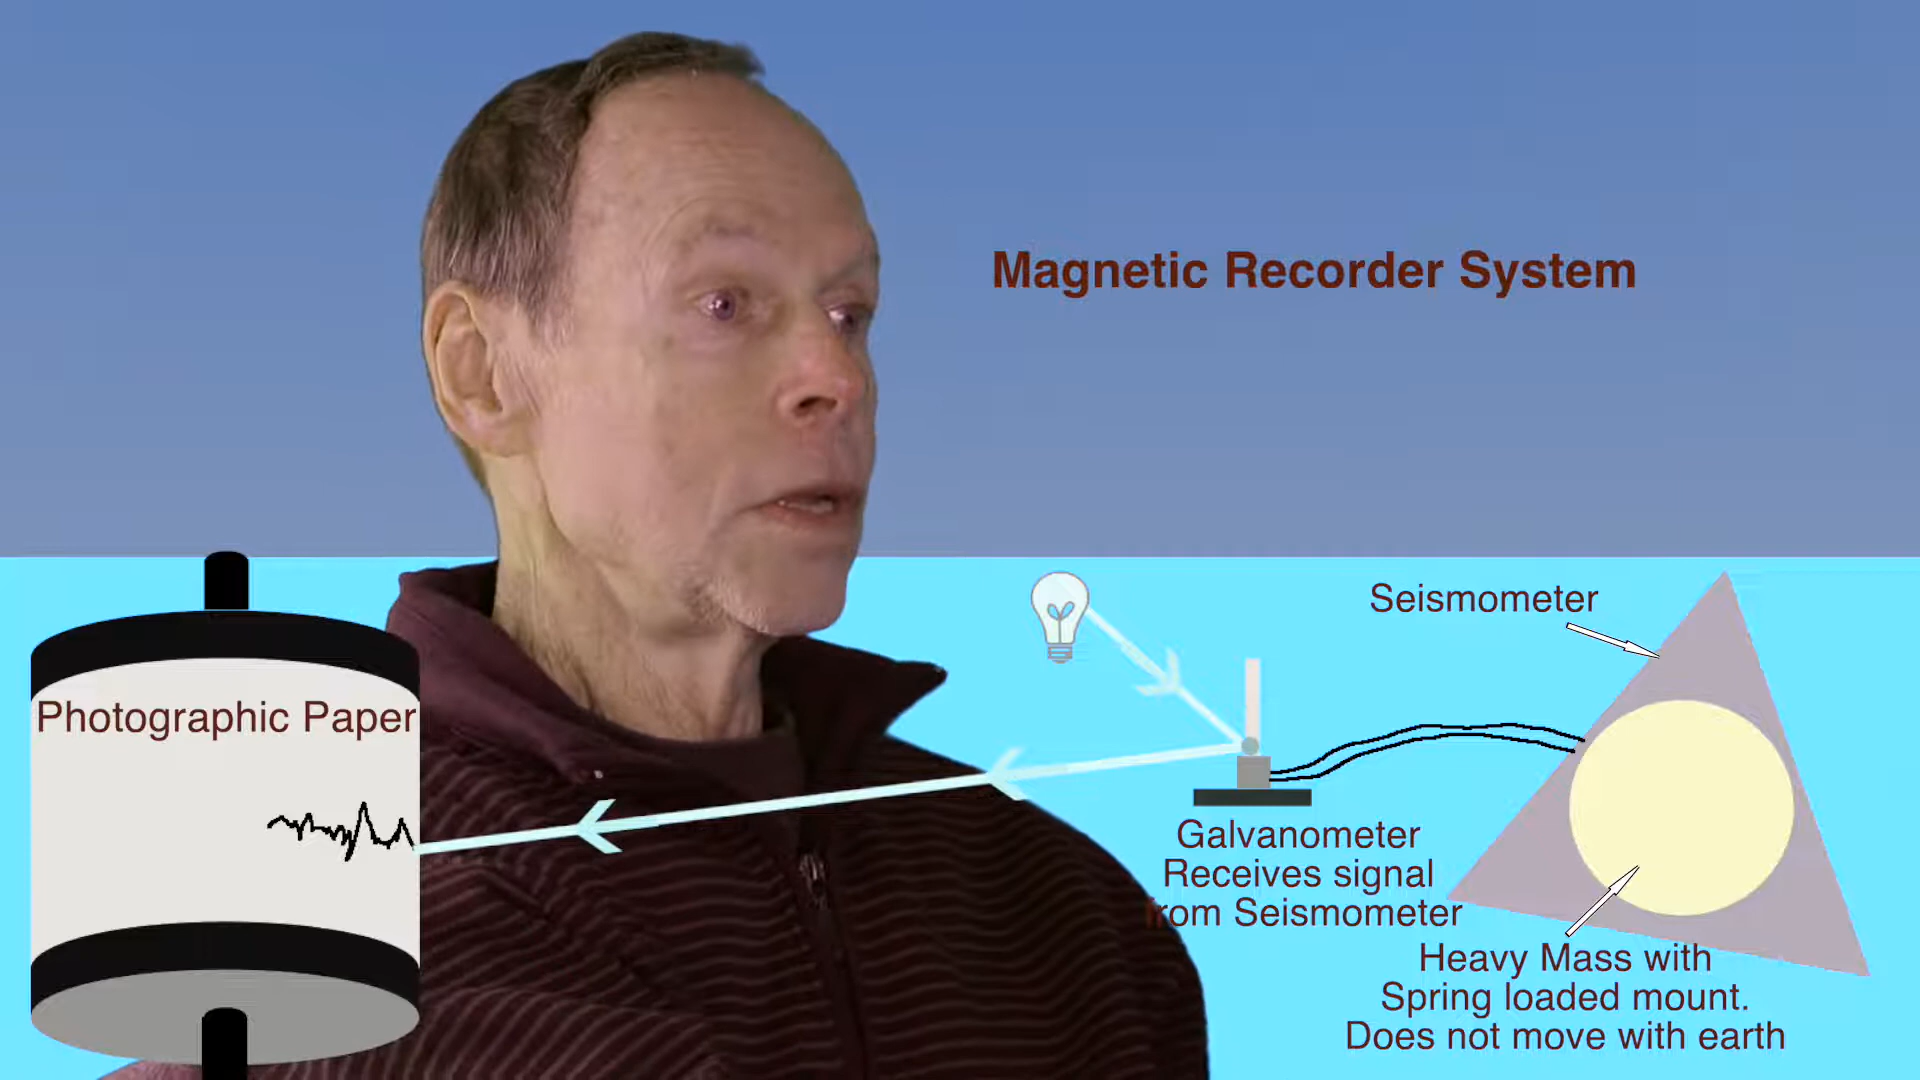 Magnetic Recorder System
Seismometer
Photographic Paper
Galvanometer
Receives signal
from Seismometer
Heavy Mass with
Spring loaded mount.
Does not move with earth